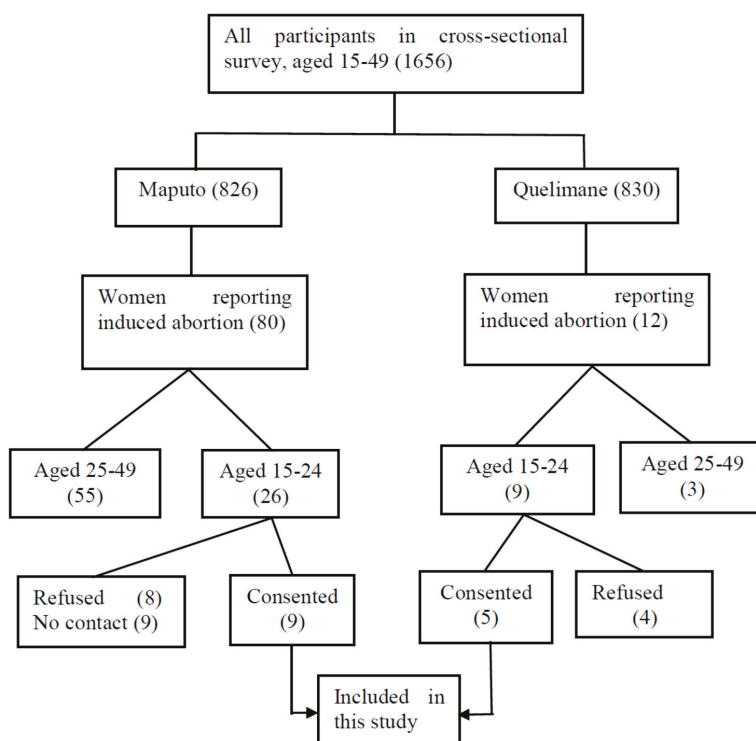 All participants in cross-sectional
survey, aged 15-49 (1656)
Maputo (826)
Quelimane (830)
Women reporting
induced abortion (80)
Women reporting
induced abortion (12)
Aged 25-49
(55)
Aged 15-24
(26)
Aged 15-24
(9)
Aged 25-49
(3)
Refused (8)
No contact (9)
Consented
(9)
Consented
(5)
Refused
(4)
Included in
this study